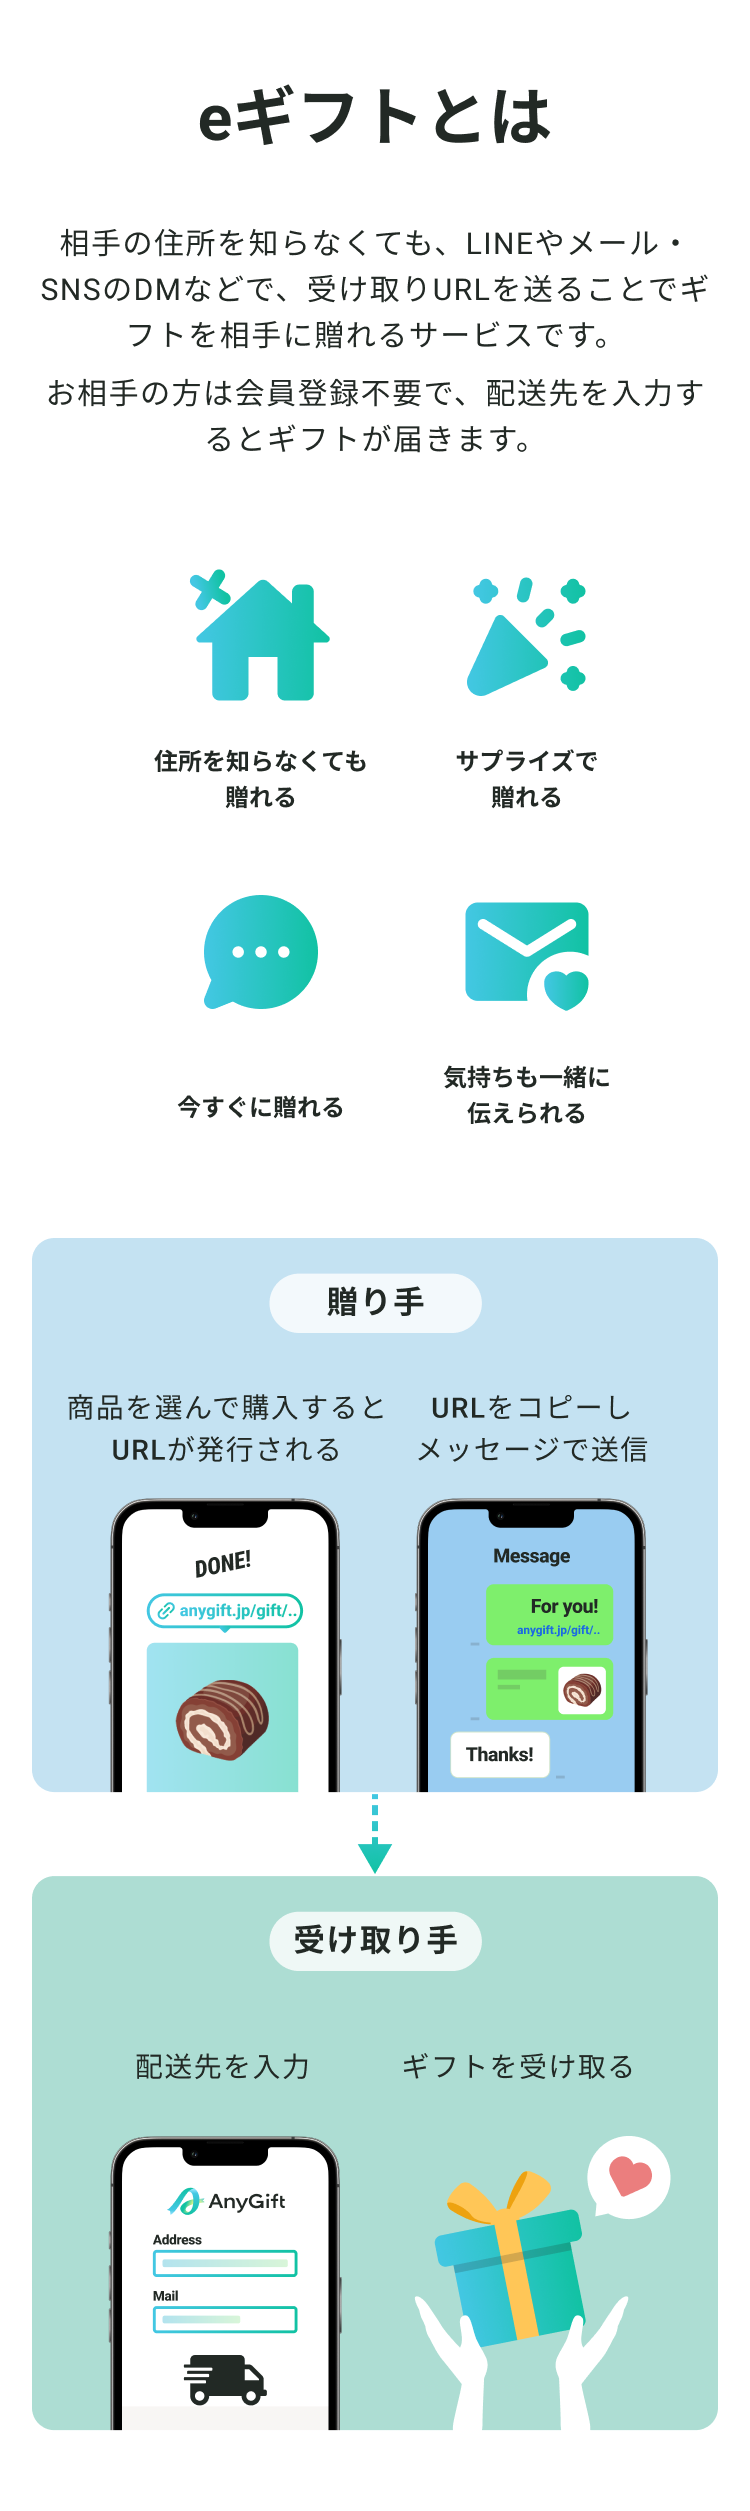 eギフトとは
相手の住所を知らなくても、LINEやメール・
SNSのDMなどで、受け取りURLを送ることでギ
フトを相手に贈れるサービスです。
お相手の方は会員登録不要で、配送先を入力す
るとギフトが届きます。
住所を知らなくても
贈れる
サプライズで
贈れる
今すぐに贈れる
気持ちも一緒に
伝えられる
贈り手
商品を選んで購入すると
URLが発行される
URLをコピーし
メッセージで送信
DONE!
anygift.jp/gift/..
Message
For you!
anygift.jp/gift/..
Thanks!
受け取り手
配送先を入力
ギフトを受け取る
AnyGift
Address
Mail